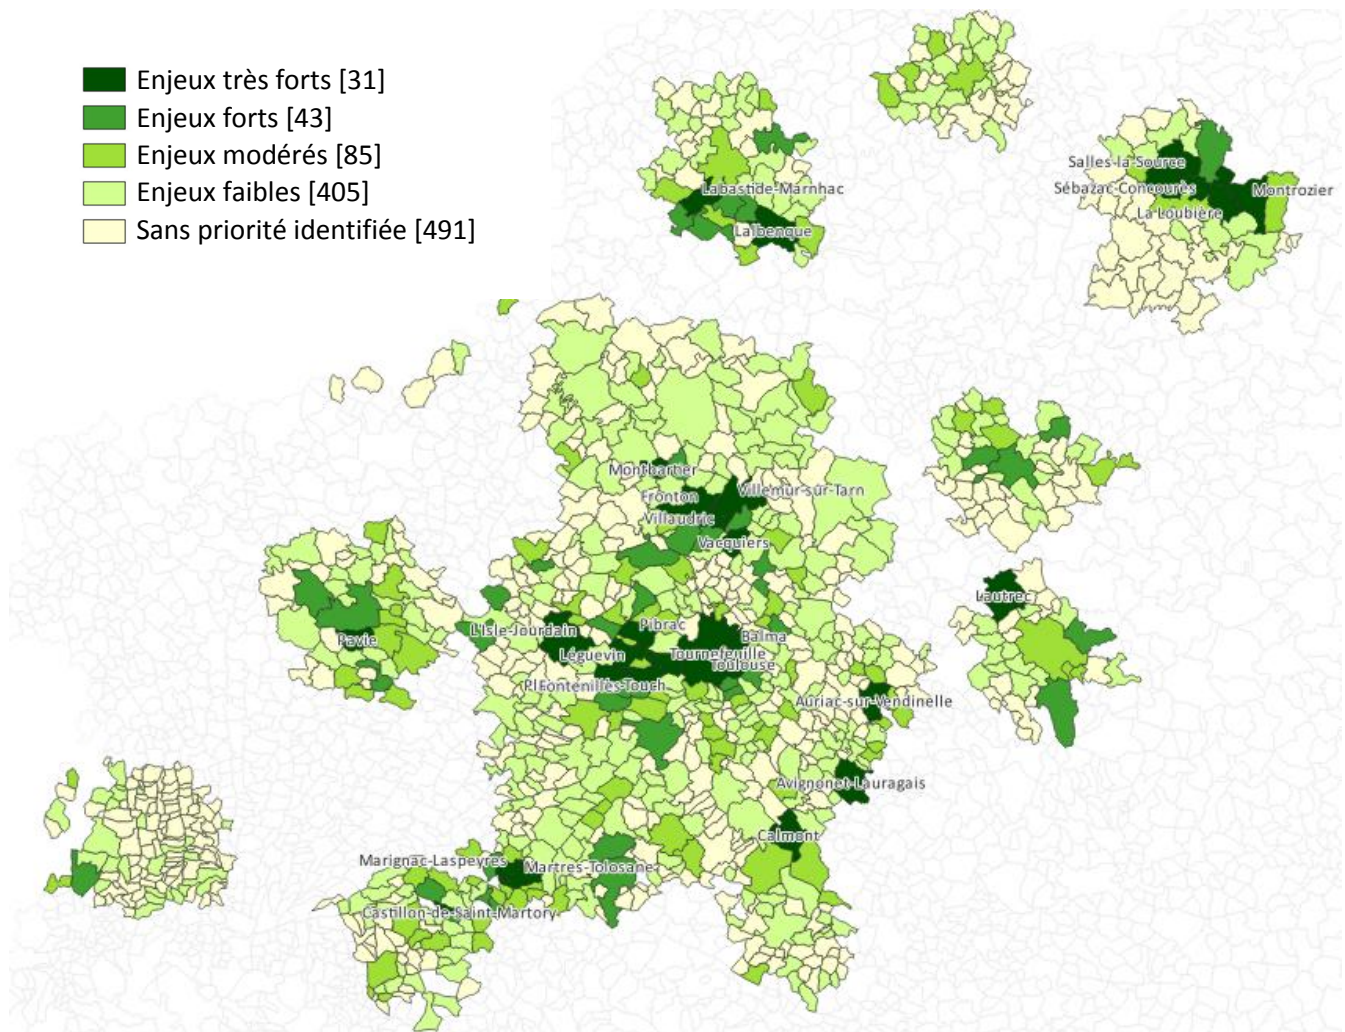 Enjeux très forts [31]
Enjeux forts [43]
Enjeux modérés [85]
Enjeux faibles [405]
Sans priorité identifiée [491]
Salles-la-Source
Labastide-Marnhac
Sébazac-Concourès
Montrozier
La Loubière
Lalbenque
Montbartier
Villemur-sur-Tarn
Fronton
Villaudric
Vacquiers
Lautrec
Pibrac
L'Isle-Jourdain
Balma
Pavie
Léguevin
Tournefeuille
Toulouse
Fontenilles
Touch
Auriac-sur-Vendinelle
Avignonet-Lauragais
Calmont
Marignac-Laspeyres
Martres-Tolosane
Castillon-de-Saint-Martory